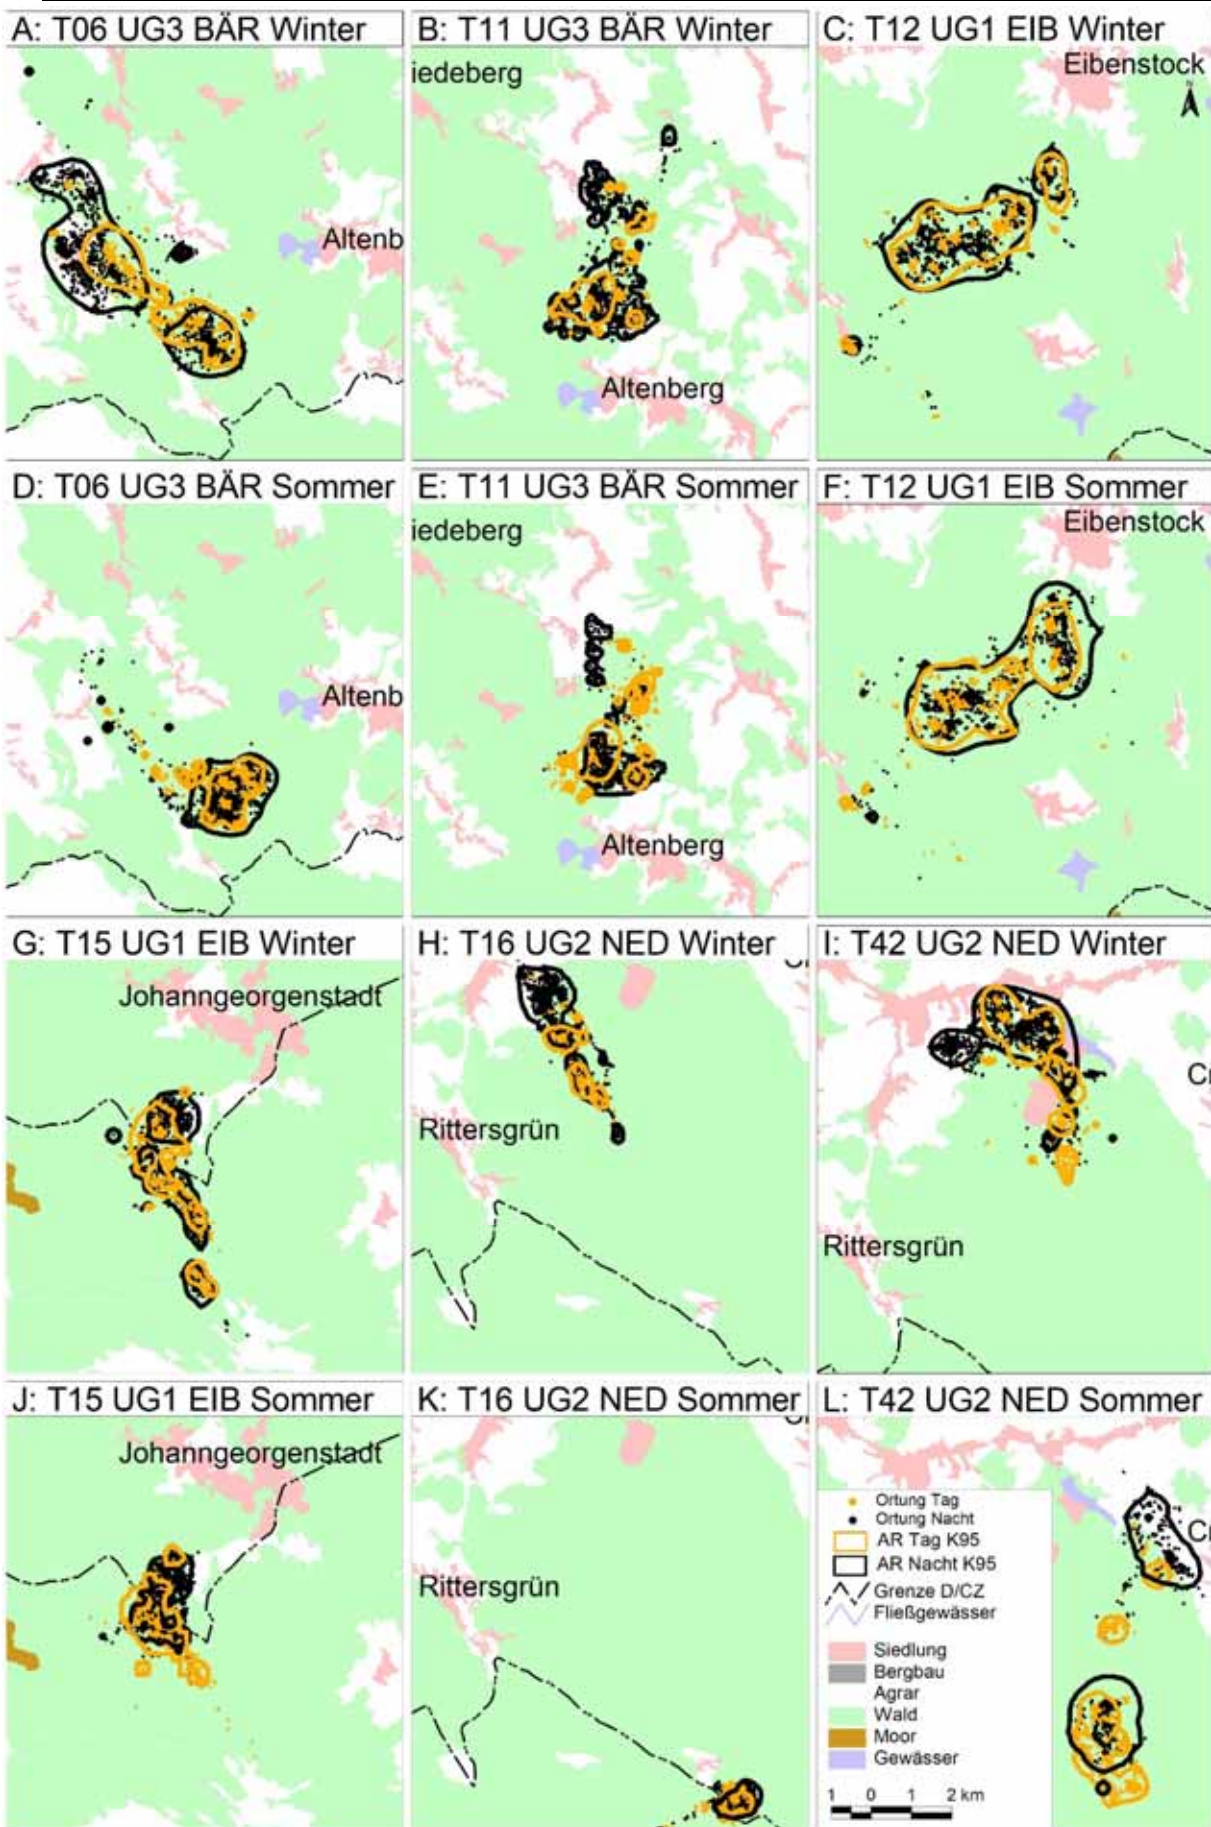 A: T06 UG3 BÄR Winter
B: T11 UG3 BÄR Winter
C: T12 UG1 EIB Winter
Altenb
iedeberg
Altenberg
Eibenstock
N
D: T06 UG3 BÄR Sommer
E: T11 UG3 BÄR Sommer
F: T12 UG1 EIB Sommer
Altenb
iedeberg
Altenberg
Eibenstock
G: T15 UG1 EIB Winter
H: T16 UG2 NED Winter
I: T42 UG2 NED Winter
Johanngeorgenstadt
Rittersgrün
Cr
Rittersgrün
J: T15 UG1 EIB Sommer
K: T16 UG2 NED Sommer
L: T42 UG2 NED Sommer
Johanngeorgenstadt
Rittersgrün
Cr
Ortung Tag
Ortung Nacht
AR Tag K95
AR Nacht K95
Grenze D/CZ
Fließgewässer
Siedlung
Bergbau
Agrar
Wald
Moor
Gewässer
1 0 1 2 km